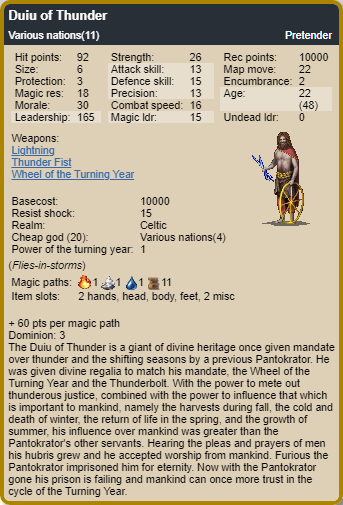 Duiu of Thunder
Various nations(11) Pretender
Hit points: 92 Strength: 26 Rec points: 10000
Size: 6 Attack skill: 13 Map move: 22
Protection: 3 Defence skill: 15 Encumbrance: 2
Magic res: 18 Precision: 13 Age: 22
Morale: 30 Combat speed: 16 (48)
Leadership: 165 Magic ldr: 15 Undead ldr: 0
Weapons:
Lightning
Thunder Fist
Wheel of the Turning Year
Basecost: 10000
Resist shock: 15
Realm: Celtic
Cheap god (20): Various nations(4)
Power of the turning year: 1
(Flies-in-storms)
Magic paths: 1 1 1 11
Item slots: 2 hands, head, body, feet, 2 misc
+ 60 pts per magic path
Dominion: 3
The Duiu of Thunder is a giant of divine heritage once given mandate
over thunder and the shifting seasons by a previous Pantokrator. He
was given divine regalia to match his mandate, the Wheel of the
Turning Year and the Thunderbolt. With the power to mete out
thunderous justice, combined with the power to influence that which
is important to mankind, namely the harvests during fall, the cold and
death of winter, the return of life in the spring, and the growth of
summer, his influence over mankind was greater than the
Pantokrator's other servants. Hearing the pleas and prayers of men
his hubris grew and he accepted worship from mankind. Furious the
Pantokrator imprisoned him for eternity. Now with the Pantokrator
gone his prison is failing and mankind can once more trust in the
cycle of the Turning Year.